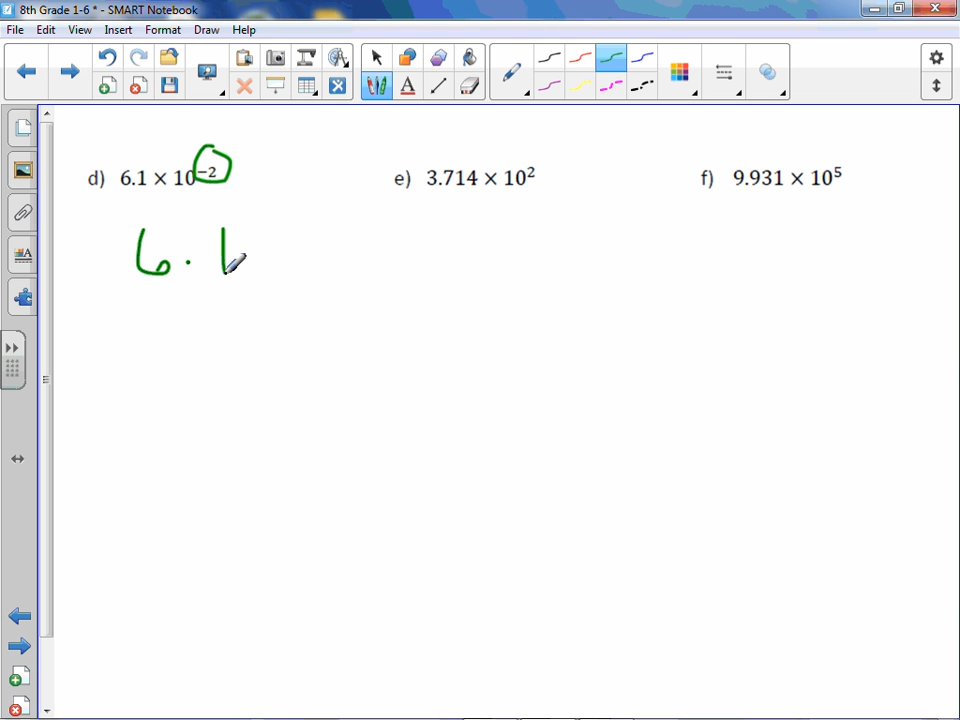 8th Grade 1-6 * - SMART Notebook
File Edit View Insert Format Draw Help
d) 6.1 × 10⁻² e) 3.714 × 10² f) 9.931 × 10⁵
6.1